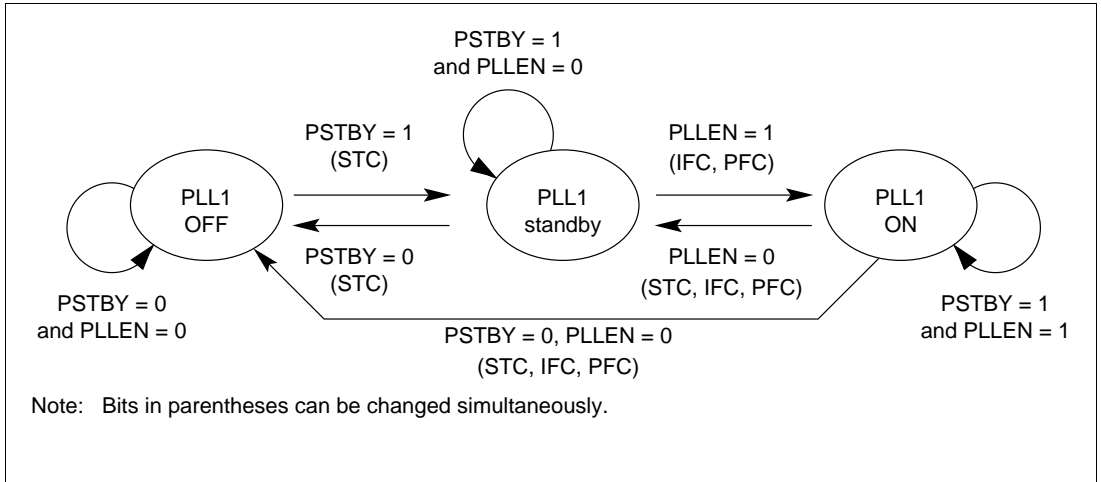 PSTBY = 1
and PLLEN = 0
PSTBY = 1
(STC)
PLLEN = 1
(IFC, PFC)
PLL1
OFF
PLL1
standby
PLL1
ON
PSTBY = 0
(STC)
PLLEN = 0
(STC, IFC, PFC)
PSTBY = 0
and PLLEN = 0
PSTBY = 1
and PLLEN = 1
PSTBY = 0, PLLEN = 0
(STC, IFC, PFC)
Note: Bits in parentheses can be changed simultaneously.